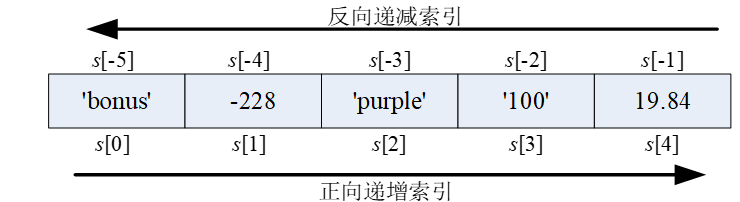 反向递减索引
s[-5] s[-4] s[-3] s[-2] s[-1]
'bonus' -228 'purple' '100' 19.84
s[0] s[1] s[2] s[3] s[4]
正向递增索引